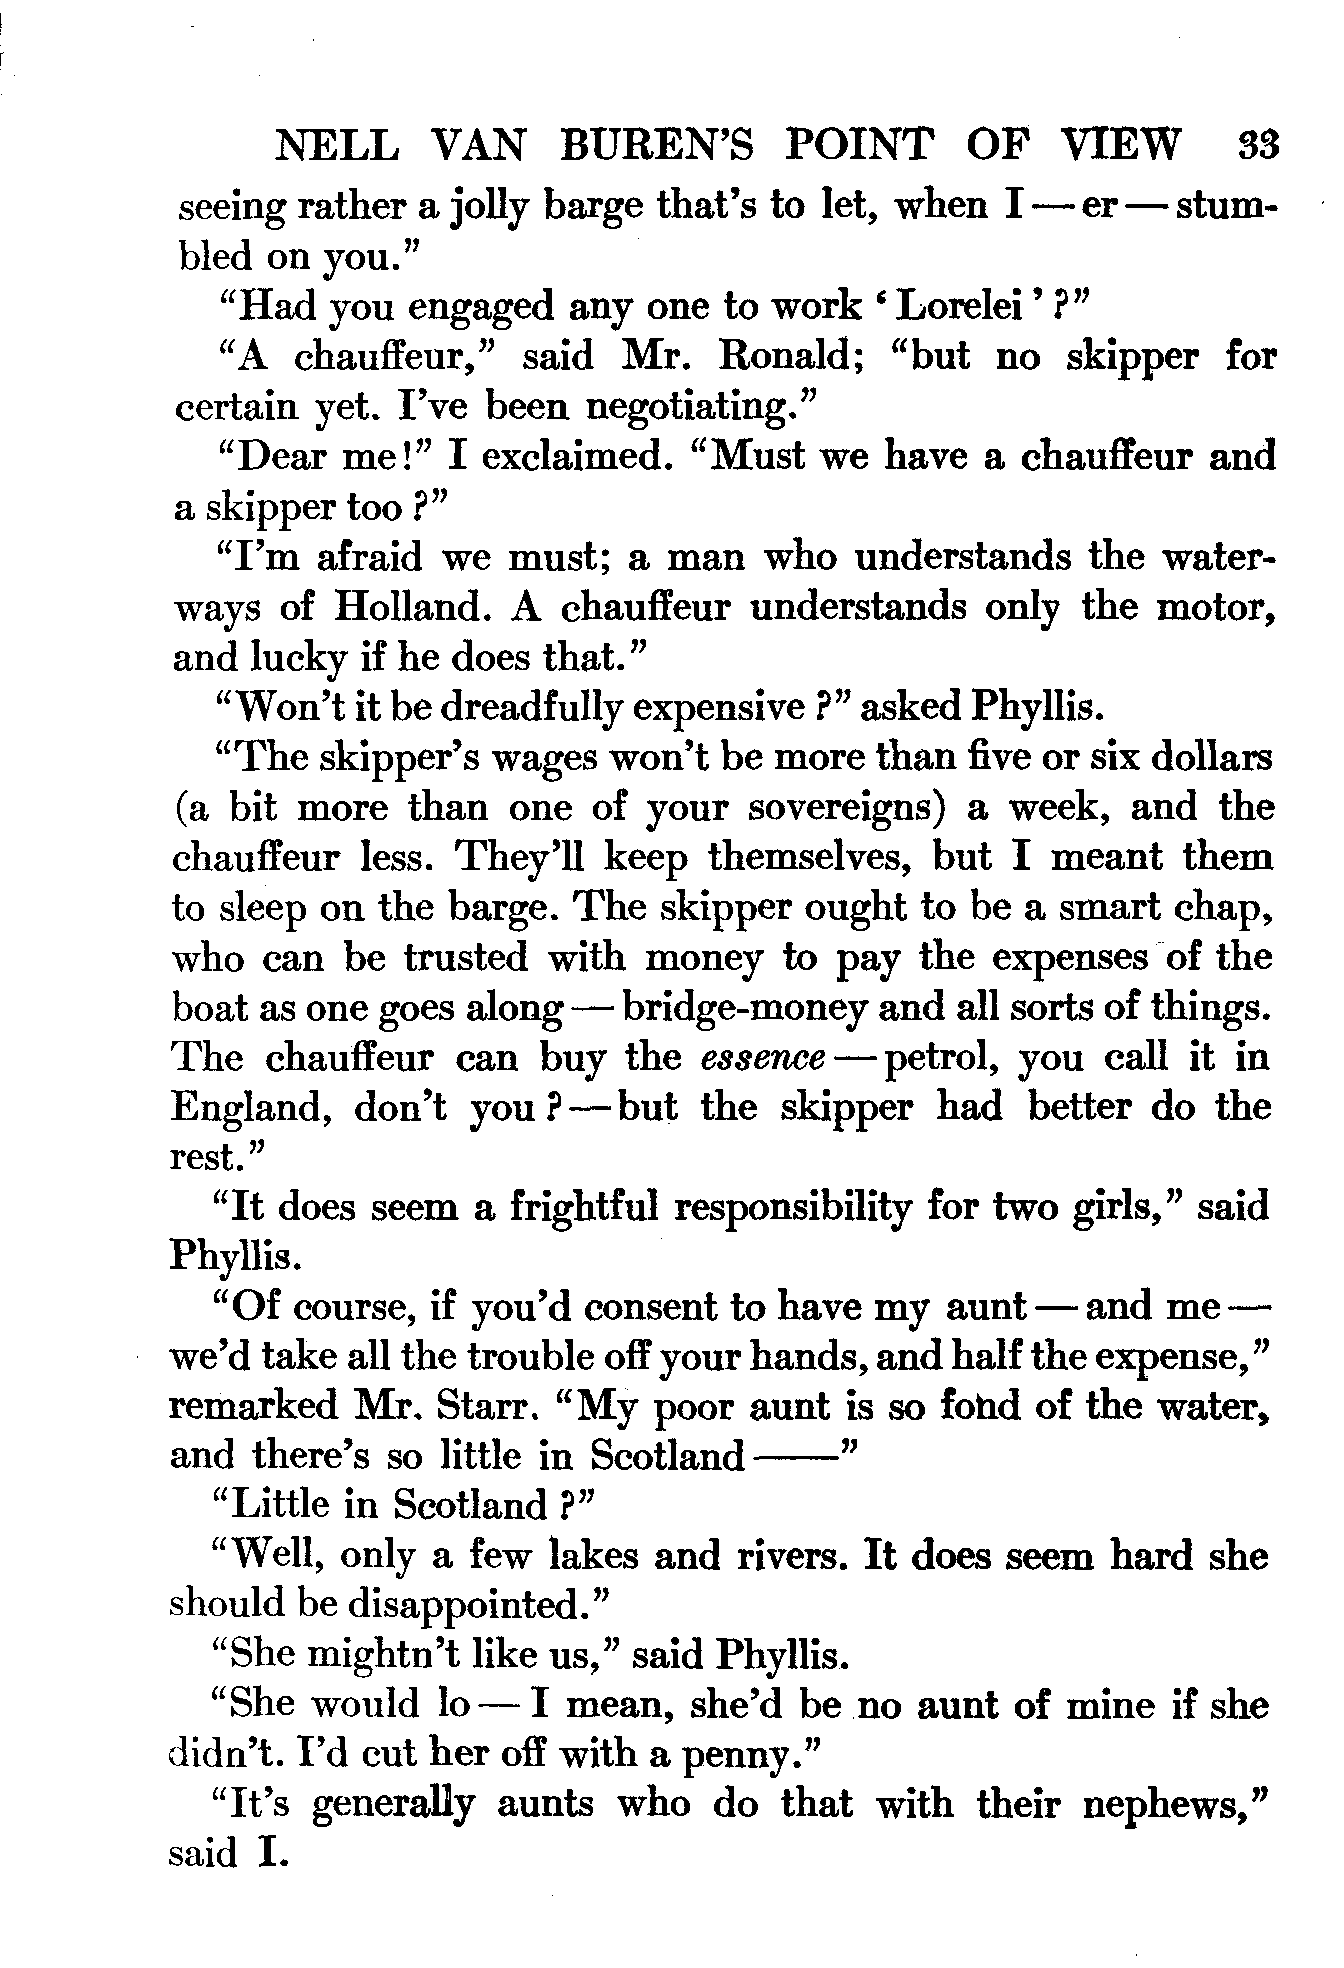 NELL VAN BUREN'S POINT OF VIEW 33
seeing rather a jolly barge that's to let, when I — er — stum-
bled on you."
"Had you engaged any one to work ‘Lorelei’?"
"A chauffeur," said Mr. Ronald; "but no skipper for
certain yet. I've been negotiating."
"Dear me!" I exclaimed. "Must we have a chauffeur and
a skipper too?"
"I'm afraid we must; a man who understands the water-
ways of Holland. A chauffeur understands only the motor,
and lucky if he does that."
"Won't it be dreadfully expensive?" asked Phyllis.
"The skipper's wages won't be more than five or six dollars
(a bit more than one of your sovereigns) a week, and the
chauffeur less. They'll keep themselves, but I meant them
to sleep on the barge. The skipper ought to be a smart chap,
who can be trusted with money to pay the expenses of the
boat as one goes along — bridge-money and all sorts of things.
The chauffeur can buy the essence — petrol, you call it in
England, don't you? — but the skipper had better do the
rest."
"It does seem a frightful responsibility for two girls," said
Phyllis.
"Of course, if you'd consent to have my aunt — and me —
we'd take all the trouble off your hands, and half the expense,"
remarked Mr. Starr. "My poor aunt is so fond of the water,
and there's so little in Scotland ——"
"Little in Scotland?"
"Well, only a few lakes and rivers. It does seem hard she
should be disappointed."
"She mightn't like us," said Phyllis.
"She would lo — I mean, she'd be no aunt of mine if she
didn't. I'd cut her off with a penny."
"It's generally aunts who do that with their nephews,"
said I.